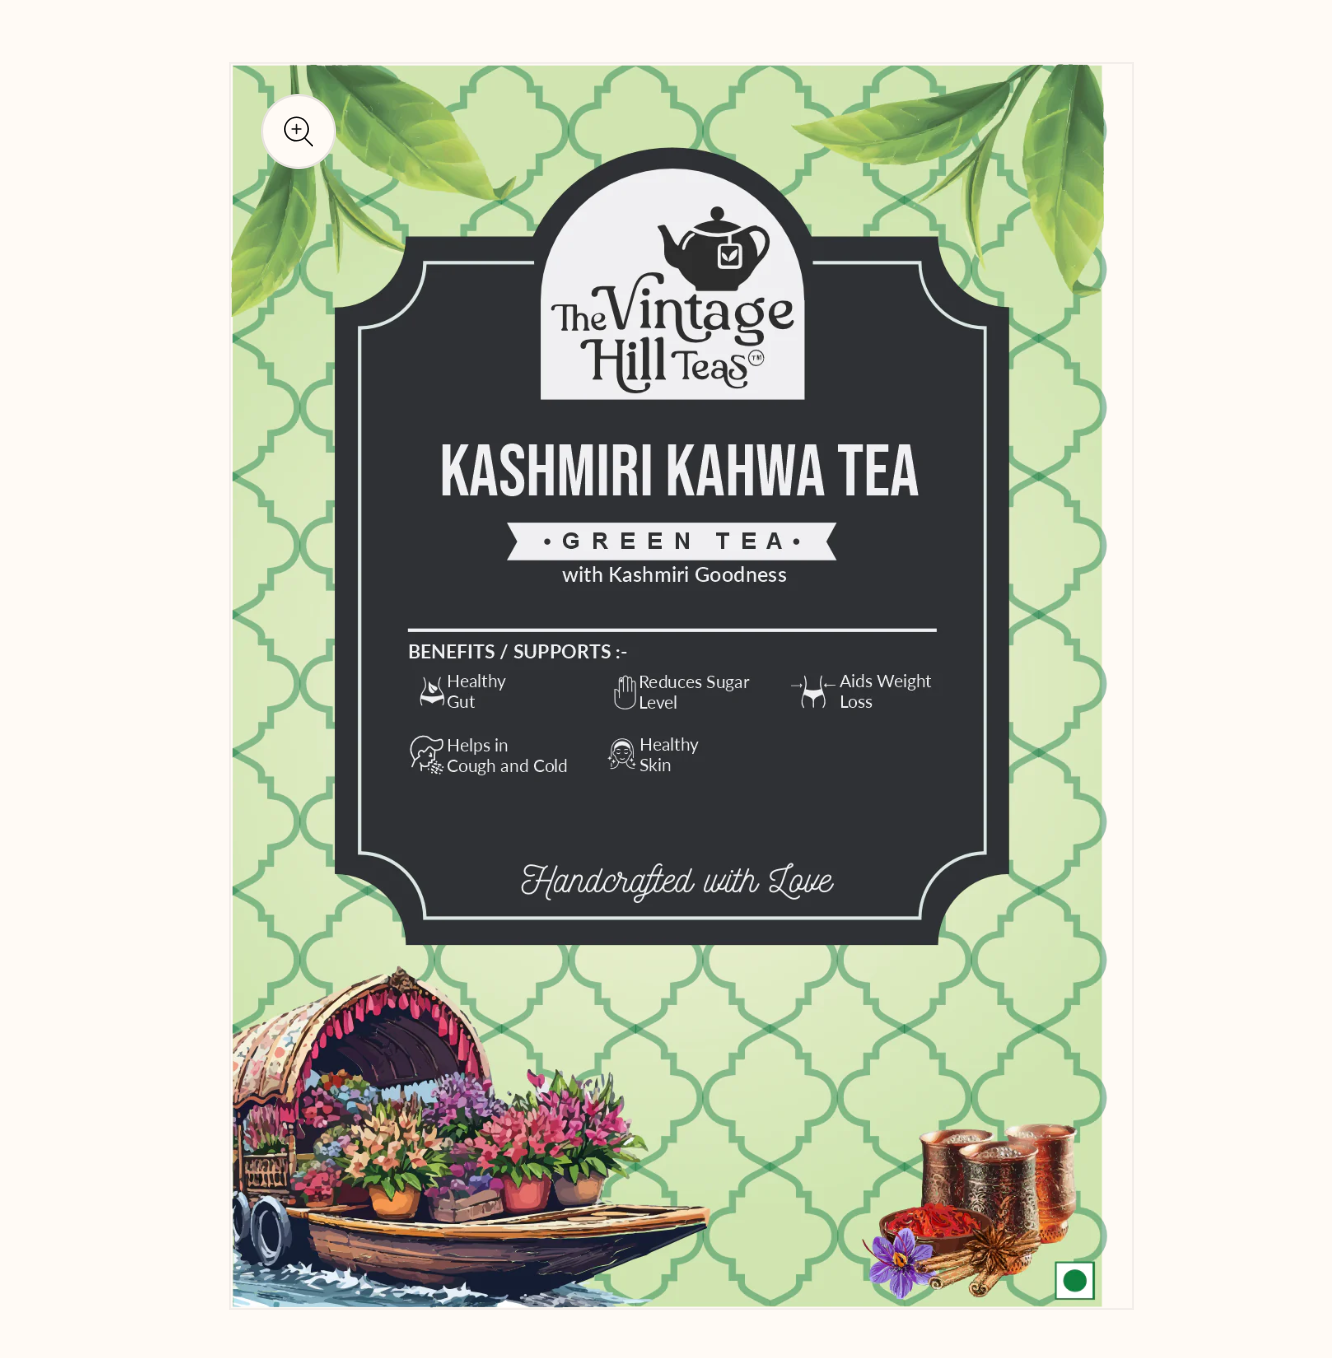 The Vintage
Hill Teas™
KASHMIRI KAHWA TEA
•GREEN TEA•
with Kashmiri Goodness
BENEFITS / SUPPORTS :-
Healthy
Gut
Reduces Sugar
Level
Aids Weight
Loss
Helps in
Cough and Cold
Healthy
Skin
Handcrafted with Love